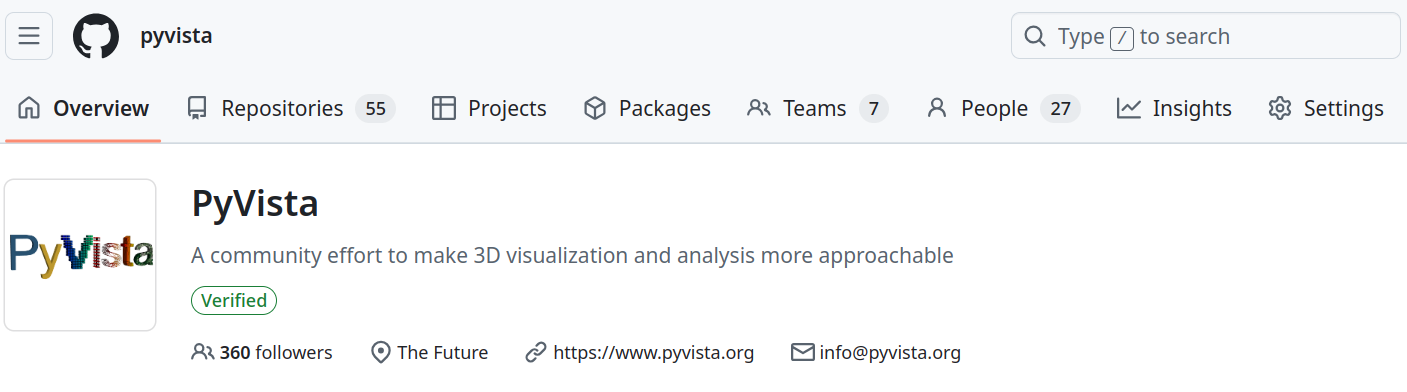 pyvista
Type / to search
Overview Repositories 55 Projects Packages Teams 7 People 27 Insights Settings
PyVista
PyVista
A community effort to make 3D visualization and analysis more approachable
Verified
360 followers The Future https://www.pyvista.org info@pyvista.org